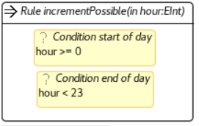 Rule incrementPossible(in hour:EInt)
? Condition start of day
hour >= 0
? Condition end of day
hour < 23